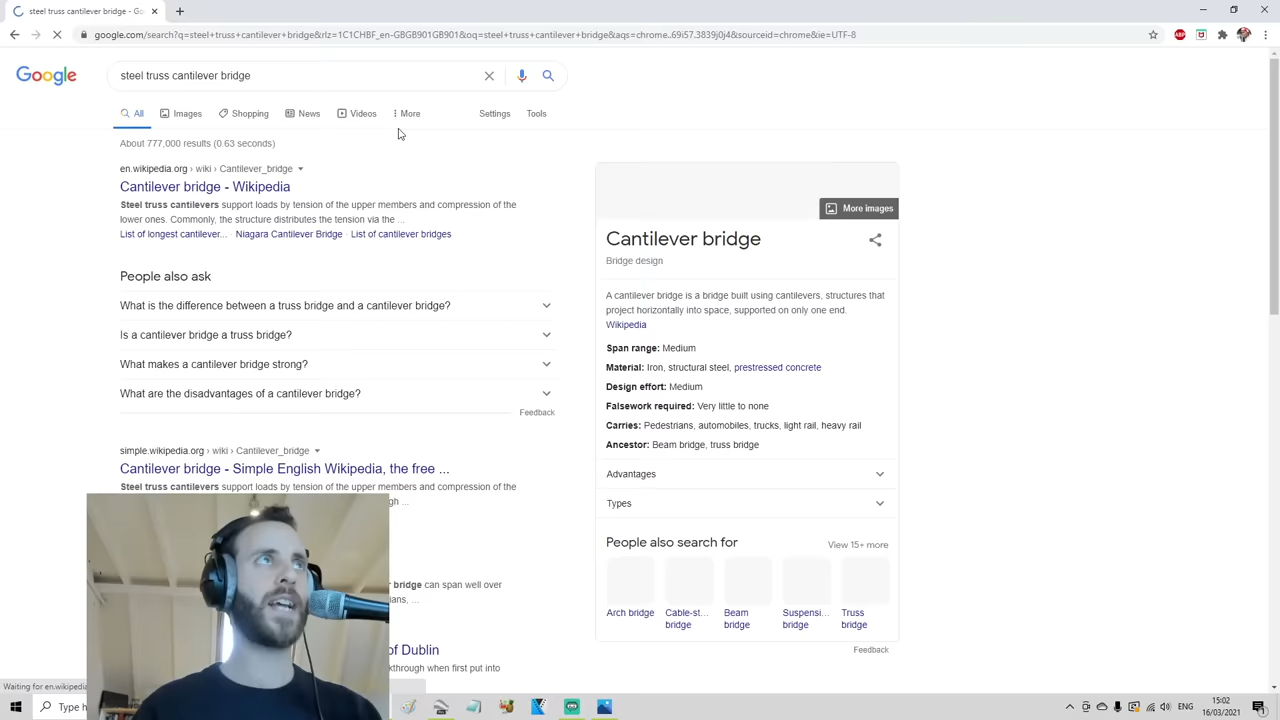 steel truss cantilever bridge - Go
google.com/search?q=steel+truss+cantilever+bridge&rlz=1C1CHBF_en-GBGB901GB901&oq=steel+truss+cantilever+bridge&aqs=chrome..69i57.3839j0j4&sourceid=chrome&ie=UTF-8
ABP
Google
steel truss cantilever bridge
All Images Shopping News Videos More Settings Tools
About 777,000 results (0.63 seconds)
en.wikipedia.org › wiki › Cantilever_bridge
Cantilever bridge - Wikipedia
Steel truss cantilevers support loads by tension of the upper members and compression of the
lower ones. Commonly, the structure distributes the tension via the ...
List of longest cantilever... · Niagara Cantilever Bridge · List of cantilever bridges
People also ask
What is the difference between a truss bridge and a cantilever bridge?
Is a cantilever bridge a truss bridge?
What makes a cantilever bridge strong?
What are the disadvantages of a cantilever bridge?
Feedback
simple.wikipedia.org › wiki › Cantilever_bridge
Cantilever bridge - Simple English Wikipedia, the free ...
Steel truss cantilevers support loads by tension of the upper members and compression of the
gh ...
bridge can span well over
ians, ...
of Dublin
kthrough when first put into
More images
Cantilever bridge
Bridge design
A cantilever bridge is a bridge built using cantilevers, structures that
project horizontally into space, supported on only one end.
Wikipedia
Span range: Medium
Material: Iron, structural steel, prestressed concrete
Design effort: Medium
Falsework required: Very little to none
Carries: Pedestrians, automobiles, trucks, light rail, heavy rail
Ancestor: Beam bridge, truss bridge
Advantages
Types
People also search for
View 15+ more
Arch bridge
Cable-st... bridge
Beam bridge
Suspensi... bridge
Truss bridge
Feedback
Waiting for en.wikipedia
Type h
ENG
15:02
16/03/2021